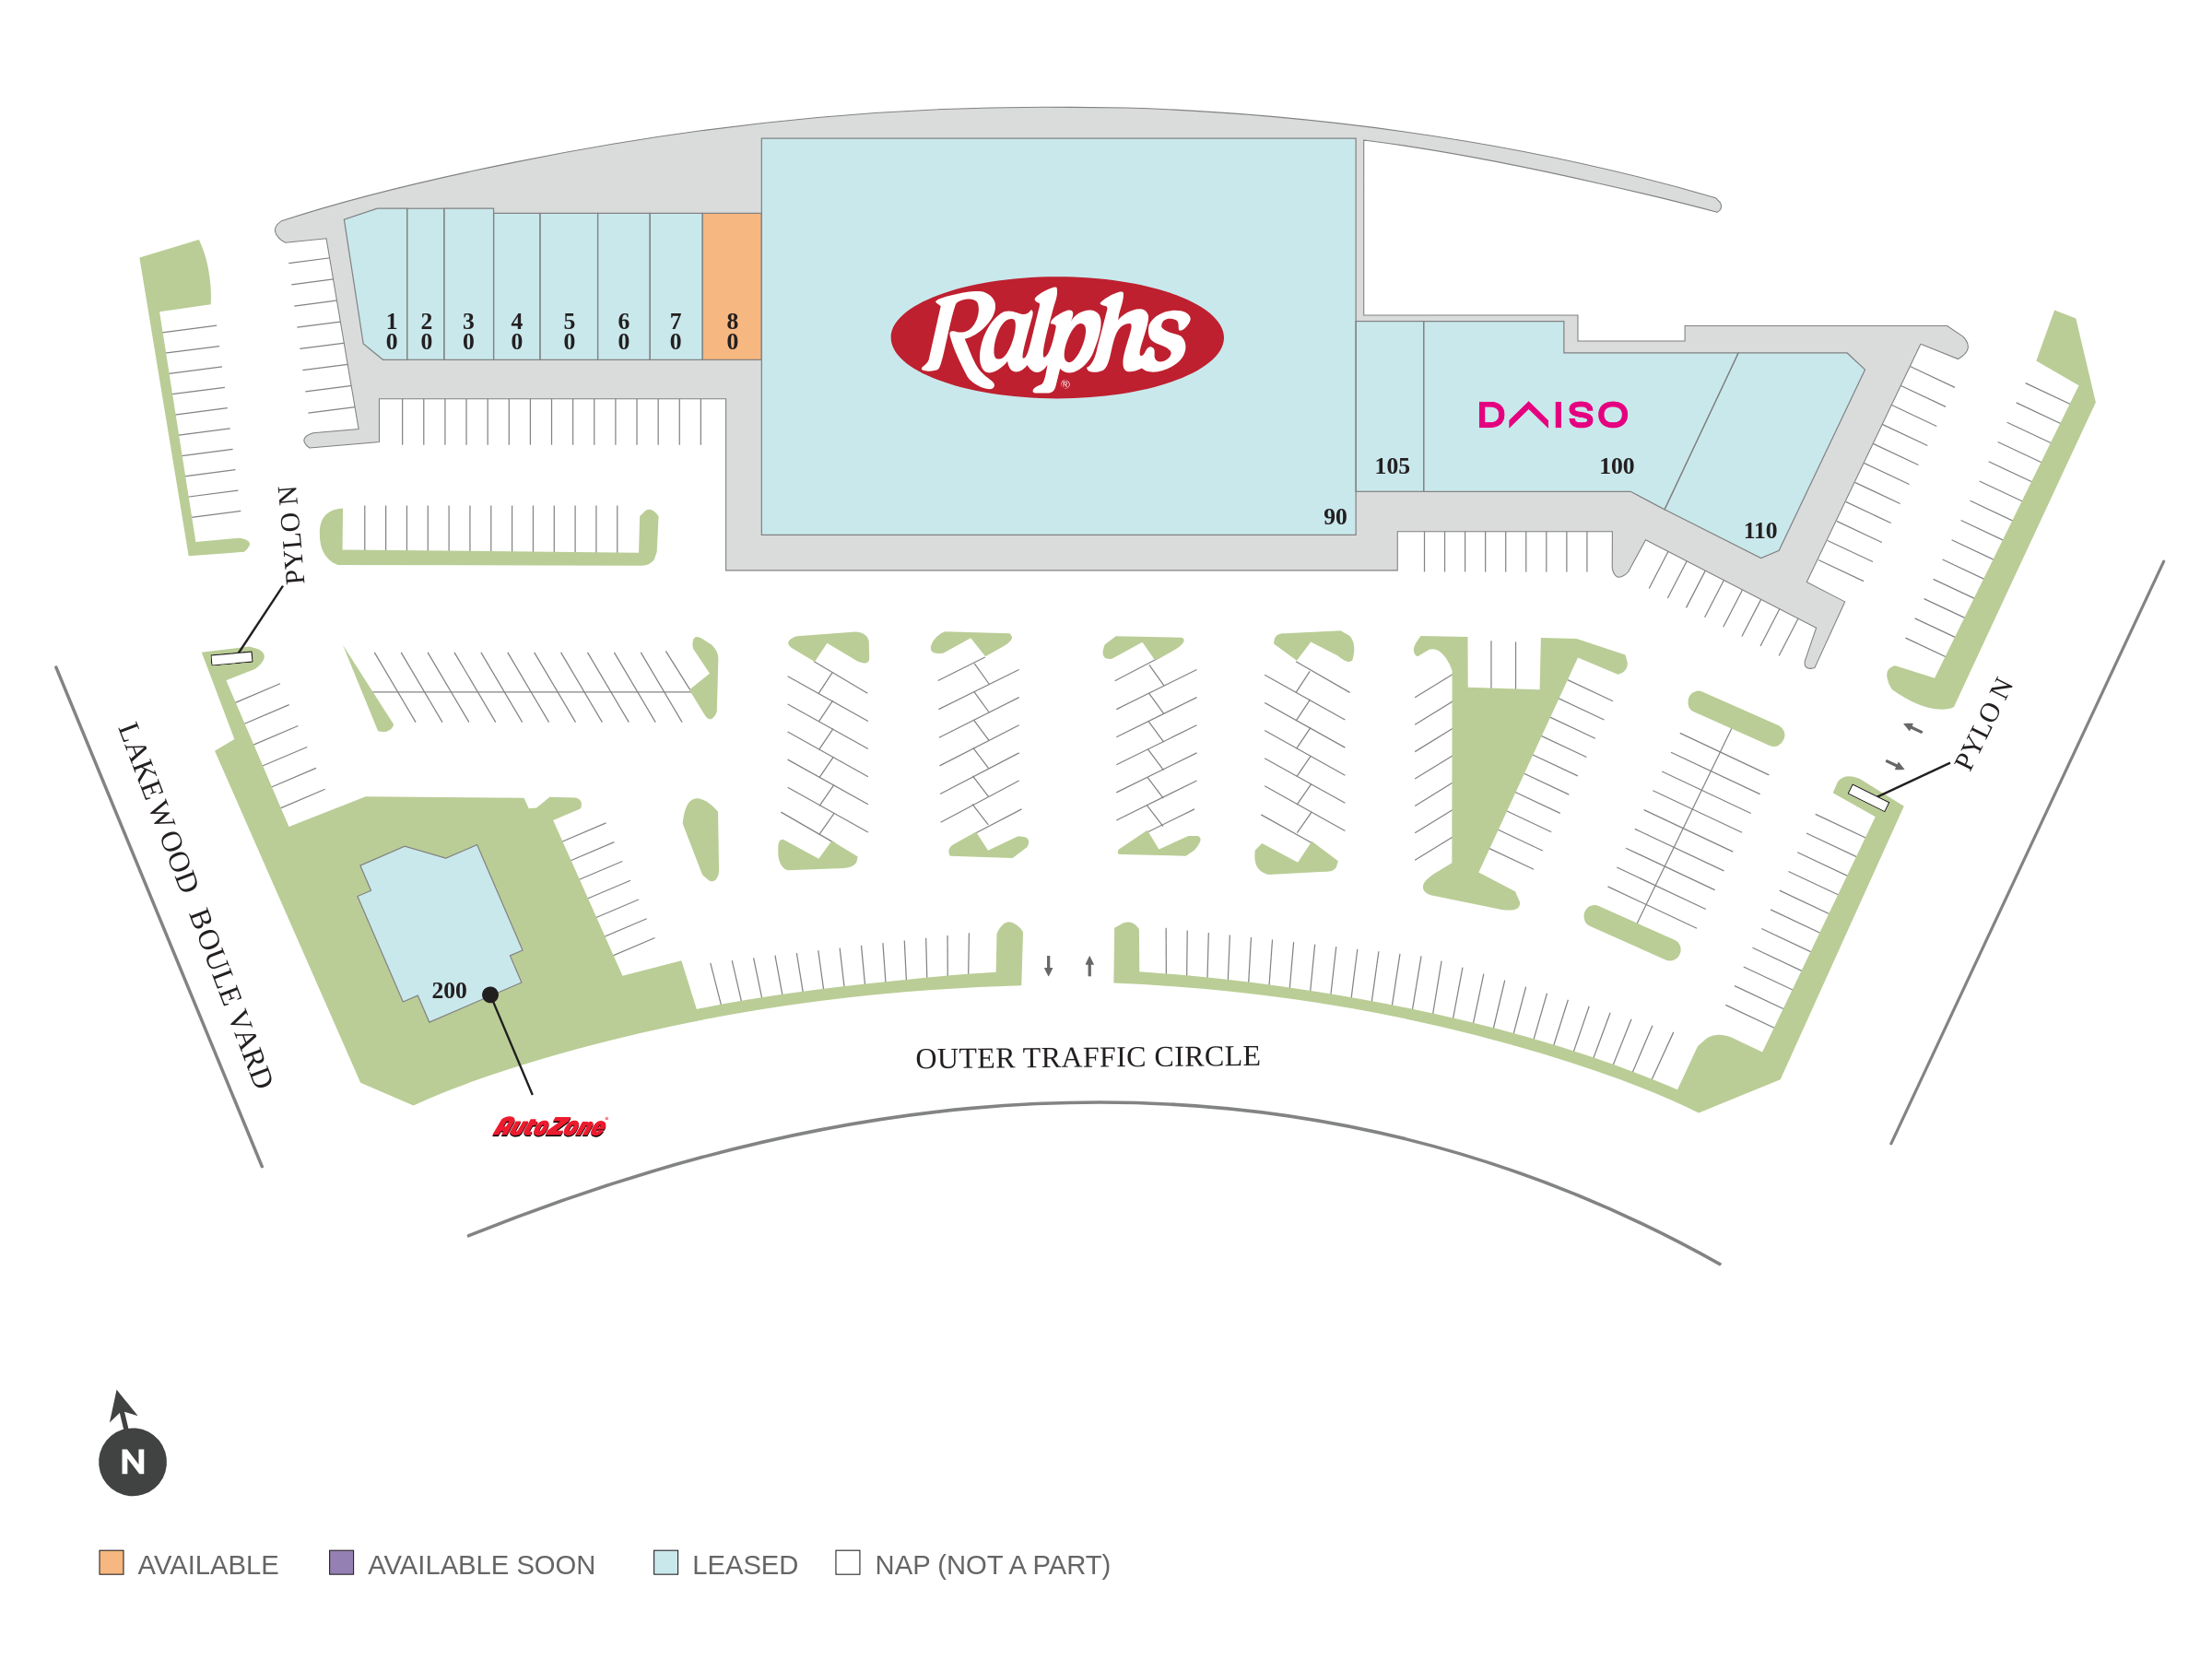 Ralphs ®
10 20 30 40 50 60 70 80
DAISO
105 100
90
110
PYLON
PYLON
LAKEWOOD BOULEVARD
200
OUTER TRAFFIC CIRCLE
AutoZone
N
AVAILABLE AVAILABLE SOON LEASED NAP (NOT A PART)